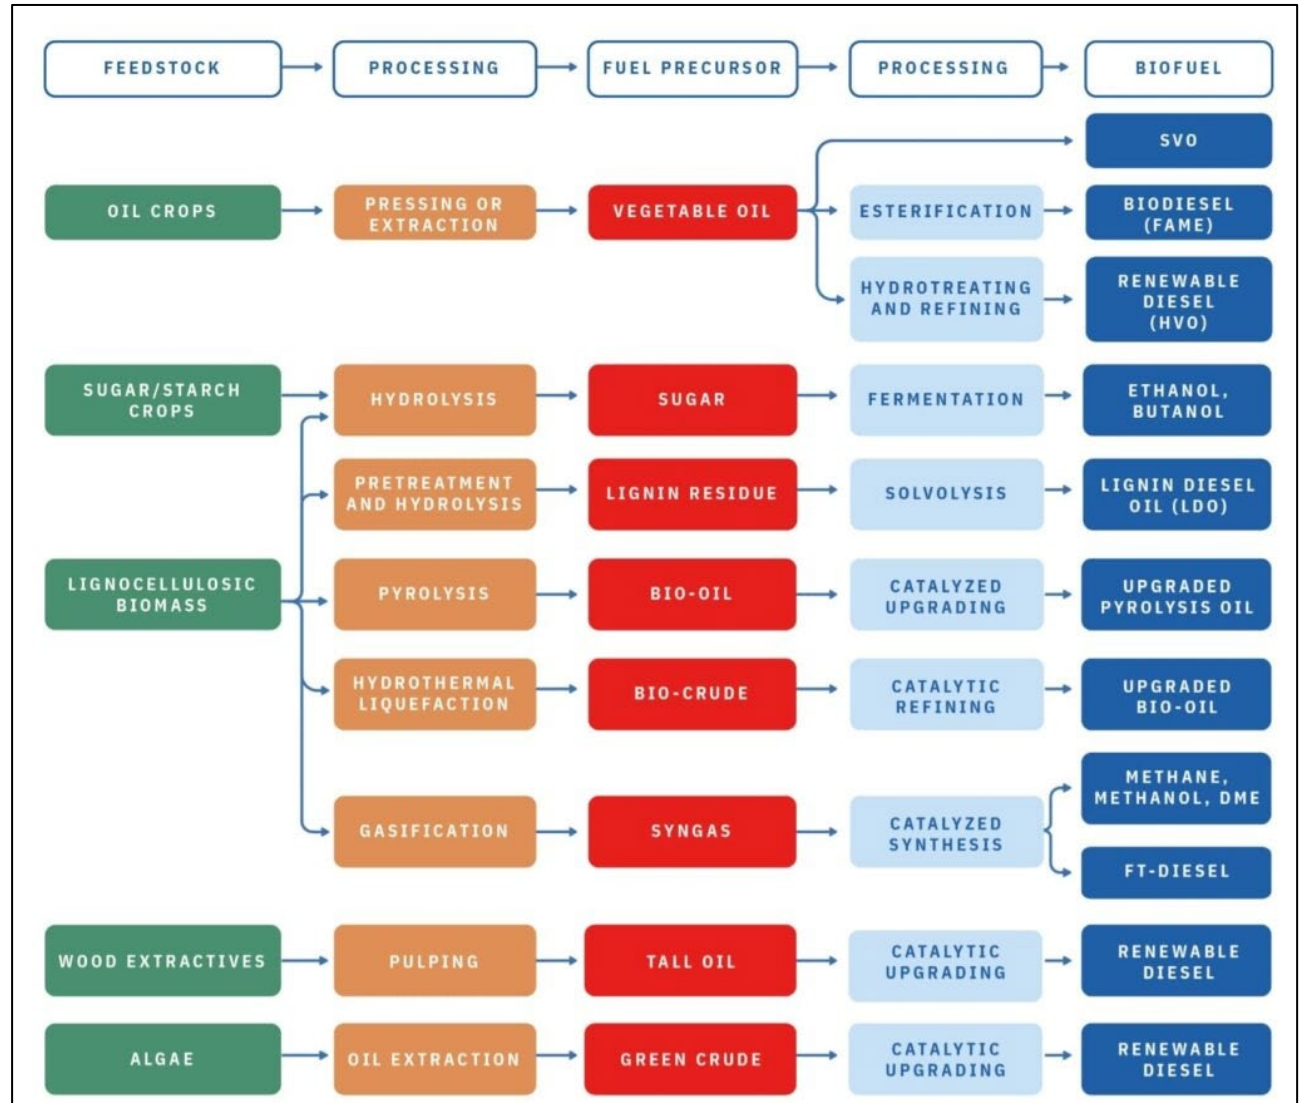 FEEDSTOCK
PROCESSING
FUEL PRECURSOR
PROCESSING
BIOFUEL
SVO
OIL CROPS
PRESSING OR
EXTRACTION
VEGETABLE OIL
ESTERIFICATION
BIODIESEL
(FAME)
HYDROTREATING
AND REFINING
RENEWABLE
DIESEL
(HVO)
SUGAR/STARCH
CROPS
HYDROLYSIS
SUGAR
FERMENTATION
ETHANOL,
BUTANOL
PRETREATMENT
AND HYDROLYSIS
LIGNIN RESIDUE
SOLVOLYSIS
LIGNIN DIESEL
OIL (LDO)
LIGNOCELLULOSIC
BIOMASS
PYROLYSIS
BIO-OIL
CATALYZED
UPGRADING
UPGRADED
PYROLYSIS OIL
HYDROTHERMAL
LIQUEFACTION
BIO-CRUDE
CATALYTIC
REFINING
UPGRADED
BIO-OIL
GASIFICATION
SYNGAS
CATALYZED
SYNTHESIS
METHANE,
METHANOL, DME
FT-DIESEL
WOOD EXTRACTIVES
PULPING
TALL OIL
CATALYTIC
UPGRADING
RENEWABLE
DIESEL
ALGAE
OIL EXTRACTION
GREEN CRUDE
CATALYTIC
UPGRADING
RENEWABLE
DIESEL